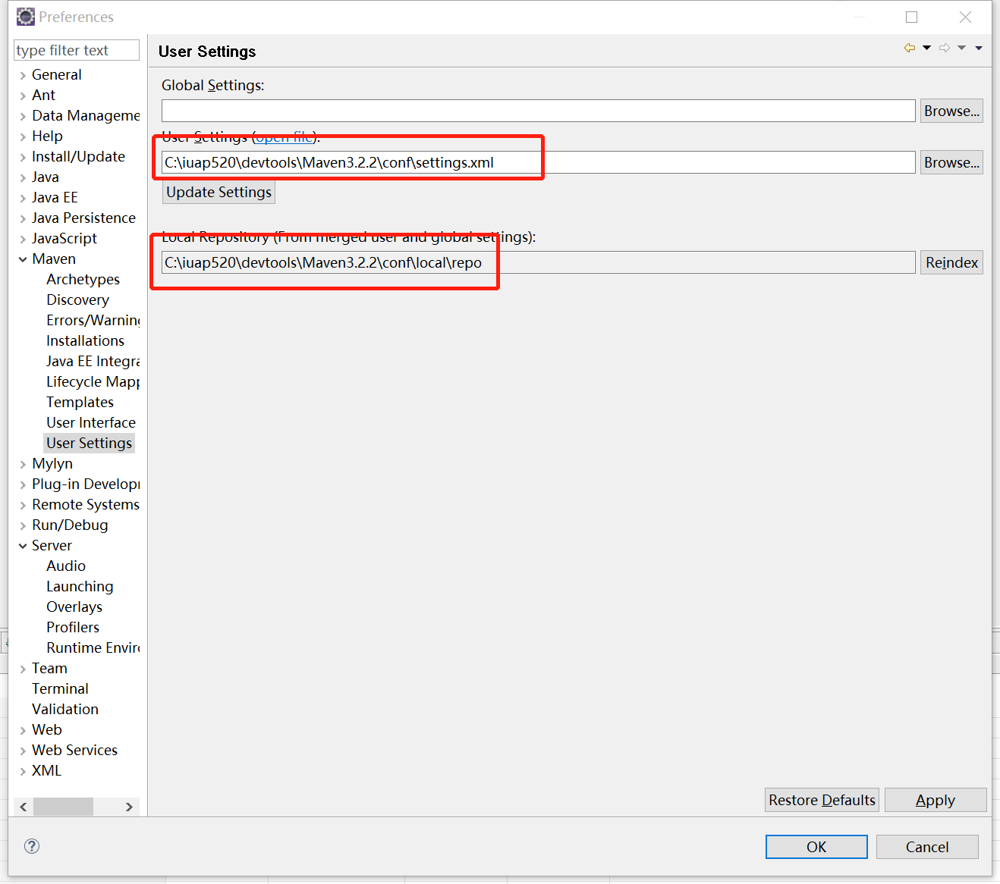 Preferences
type filter text
General
Ant
Data Manageme
Help
Install/Update
Java
Java EE
Java Persistence
JavaScript
Maven
Archetypes
Discovery
Errors/Warning
Installations
Java EE Integra
Lifecycle Mapp
Templates
User Interface
User Settings
Mylyn
Plug-in Developr
Remote Systems
Run/Debug
Server
Audio
Launching
Overlays
Profilers
Runtime Enviro
Team
Terminal
Validation
Web
Web Services
XML
User Settings
Global Settings:
Browse...
User Settings (open file):
C:\iuap520\devtools\Maven3.2.2\conf\settings.xml
Browse...
Update Settings
Local Repository (From merged user and global settings):
C:\iuap520\devtools\Maven3.2.2\conf\local\repo
Reindex
Restore Defaults
Apply
OK
Cancel